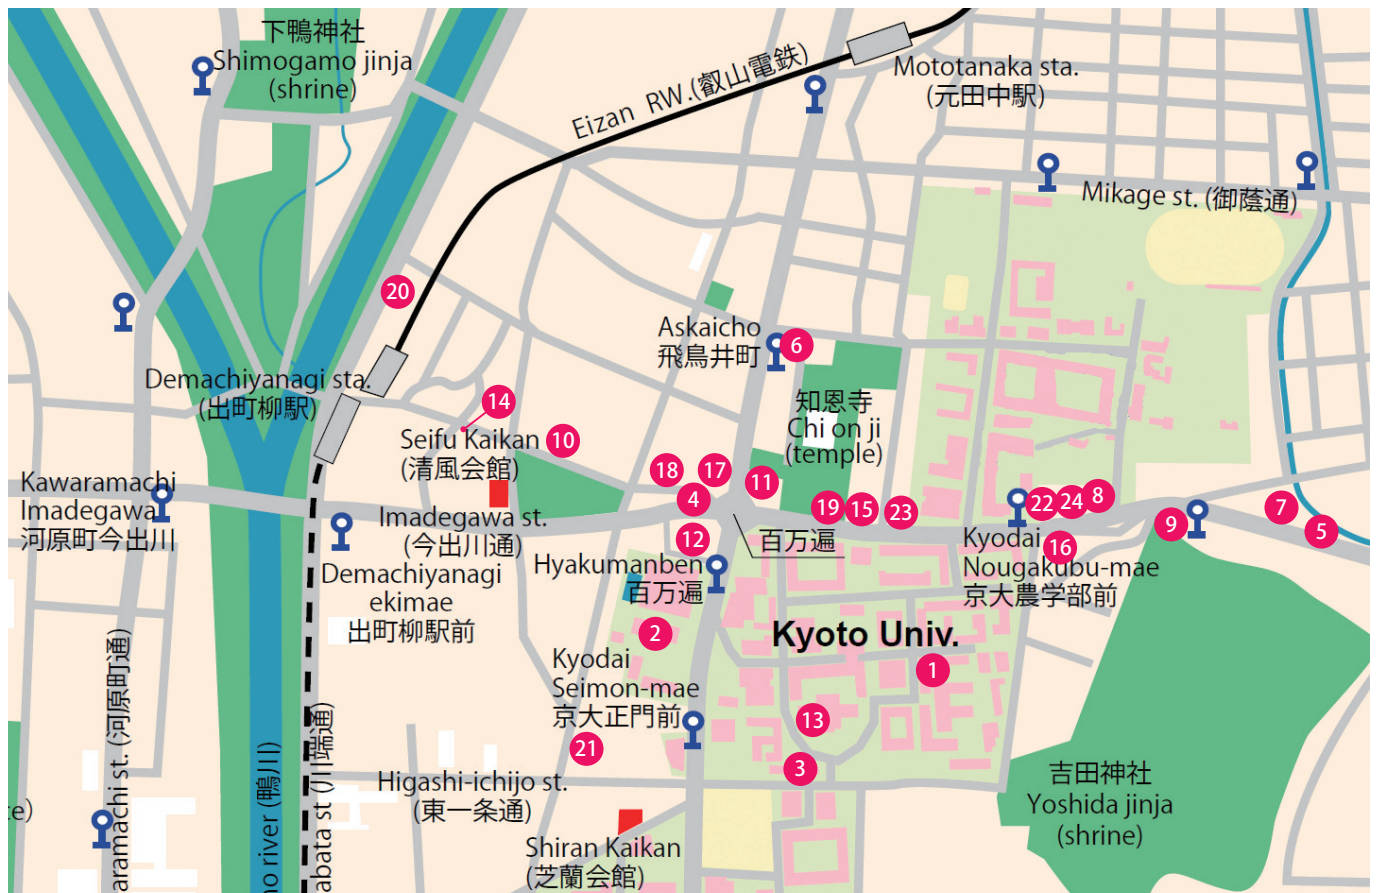 下鴨神社
Shimogamo jinja
(shrine)
Eizan RW.(叡山電鉄)
Mototanaka sta.
(元田中駅)
Mikage st. (御蔭通)
20
Askaicho
飛鳥井町
6
Demachiyanagi sta.
(出町柳駅)
14
知恩寺
Chi on ji
(temple)
Seifu Kaikan
(清風会館)
10
18
17
4
11
19
15
23
22
24
8
7
9
5
Kawaramachi
Imadegawa
河原町今出川
Imadegawa st.
(今出川通)
12
百万遍
Kyodai
16
Nougakubu-mae
京大農学部前
Demachiyanagi
ekimae
出町柳駅前
Hyakumanben
百万遍
2
Kyoto Univ.
1
Kyodai
Seimon-mae
京大正門前
13
21
3
Higashi-ichijo st.
(東一条通)
吉田神社
Yoshida jinja
(shrine)
Shiran Kaikan
(芝蘭会館)
aramachi st. (河原町通)
no river (鴨川)
abata st (川端通)
te)